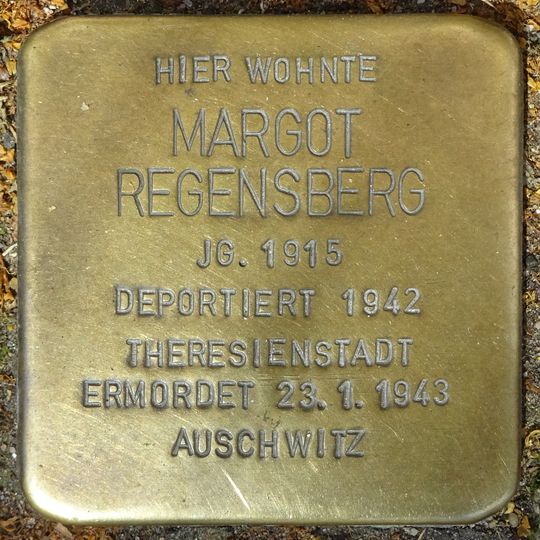 HIER WOHNTE
MARGOT
REGENSBERG
JG. 1915
DEPORTIERT 1942
THERESIENSTADT
ERMORDET 23.1.1943
AUSCHWITZ